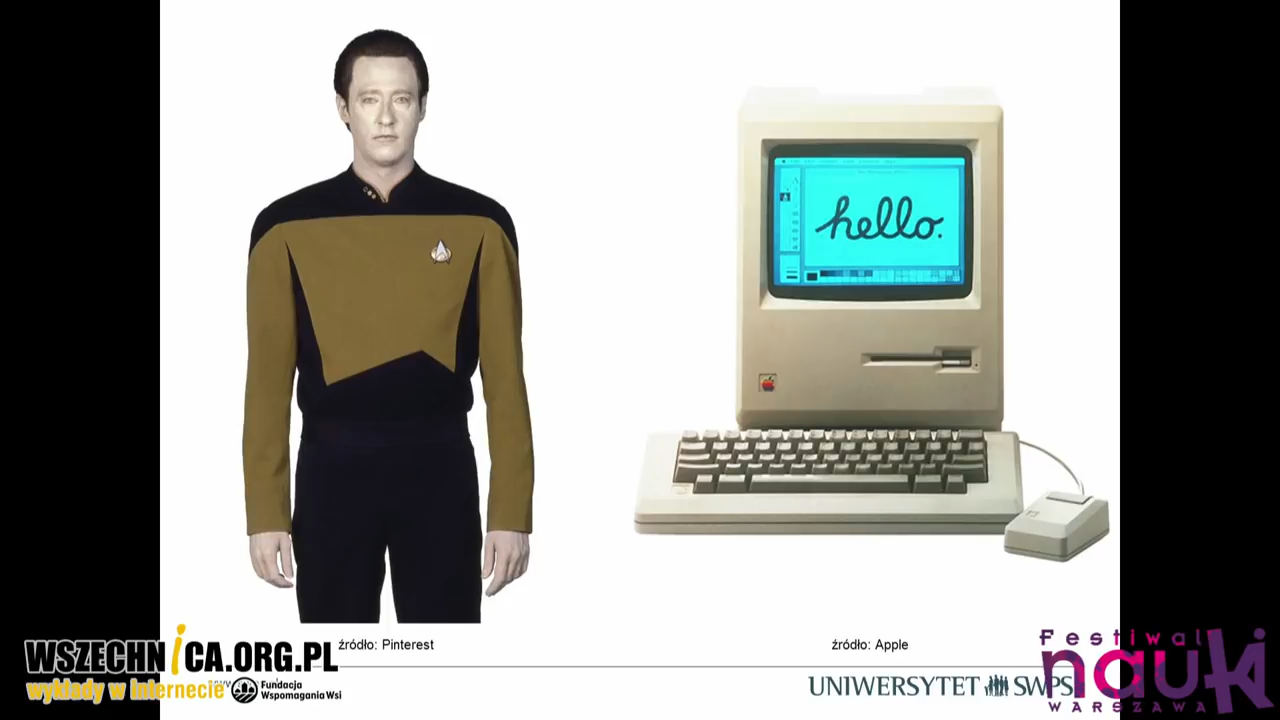 hello.
źródło: Pinterest
źródło: Apple
WSZECHNICA.ORG.PL
wykłady w Internecie
Fundacja
Wspomagania Wsi
UNIWERSYTET SWPS
Festiwal
nauki
WARSZAWA